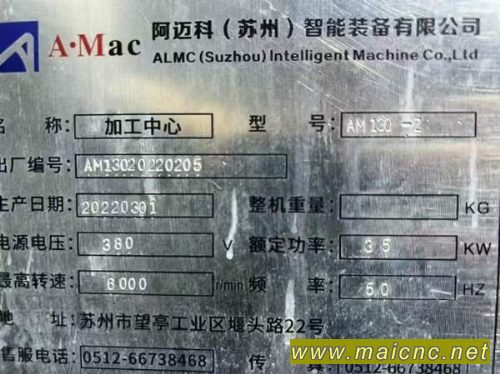 A·Mac 阿迈科（苏州）智能装备有限公司
ALMC (Suzhou) Intelligent Machine Co.,Ltd
名 称： 加工中心 型 号： AM130-Z
出厂编号： AM13020220205
生产日期： 20220301 整机重量： KG
电源电压： 380 V 额定功率： 35 KW
最高转速： 6000 r/min 频 率： 50 HZ
地 址： 苏州市望亭工业区堰头路22号
售服电话： 0512-66738468 传 真： 0512-66738468
www.maicnc.net